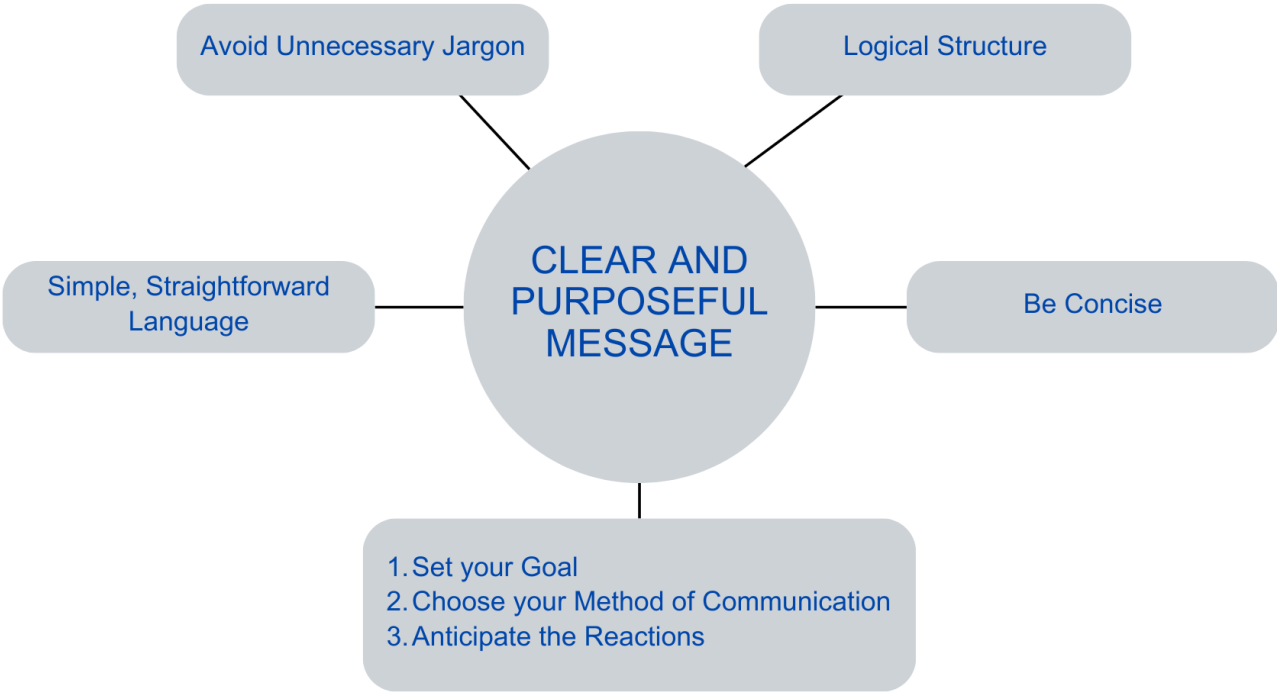 Avoid Unnecessary Jargon
Logical Structure
CLEAR AND
PURPOSEFUL
MESSAGE
Simple, Straightforward
Language
Be Concise
1. Set your Goal
2. Choose your Method of Communication
3. Anticipate the Reactions